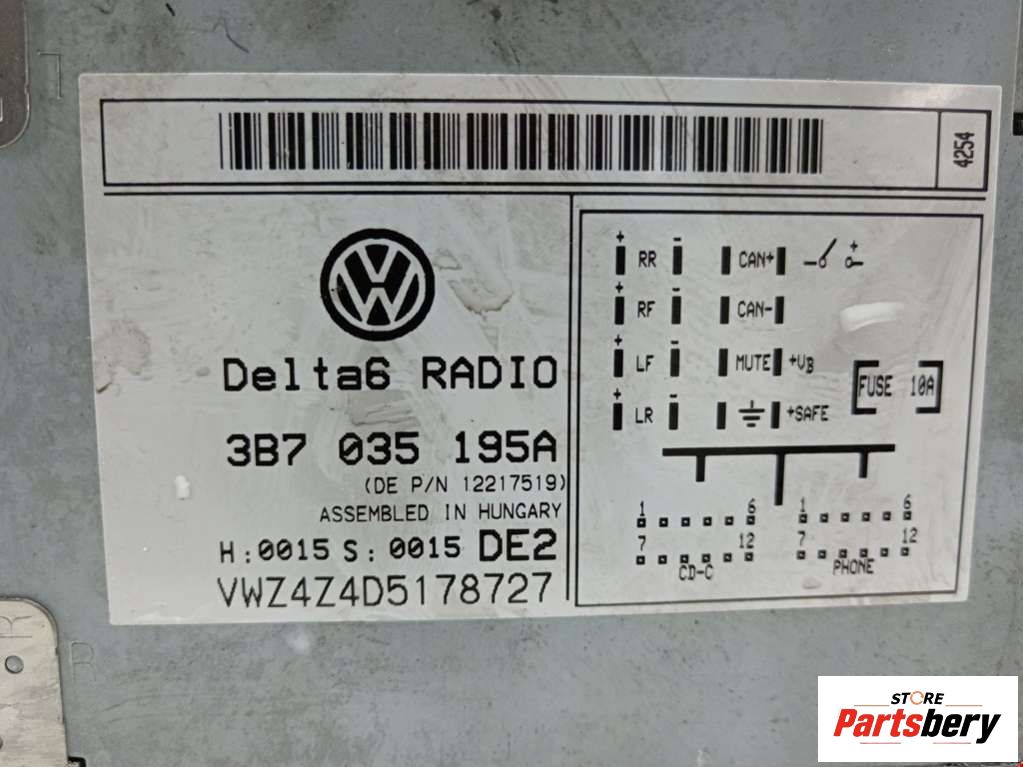 4254
Delta6 RADIO
3B7 035 195A
(DE P/N 12217519)
ASSEMBLED IN HUNGARY
H:0015 S:0015 DE2
VWZ4Z4D5178727
+ RR - CAN+ +
+ RF - CAN-
+ LF - MUTE +VB
+ LR - +SAFE
FUSE 10A
1 6 1 6
7 12 7 12
CD-C PHONE
R
STORE
Partsbery